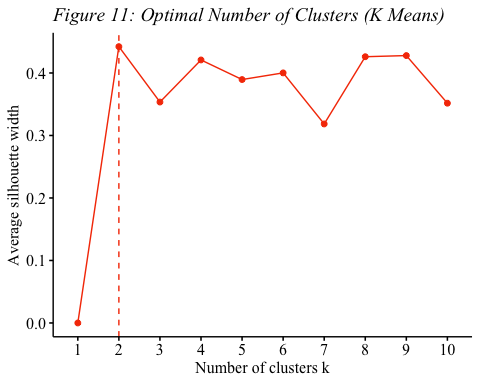 Figure 11: Optimal Number of Clusters (K Means)
Average silhouette width
0.4
0.3
0.2
0.1
0.0
1 2 3 4 5 6 7 8 9 10
Number of clusters k